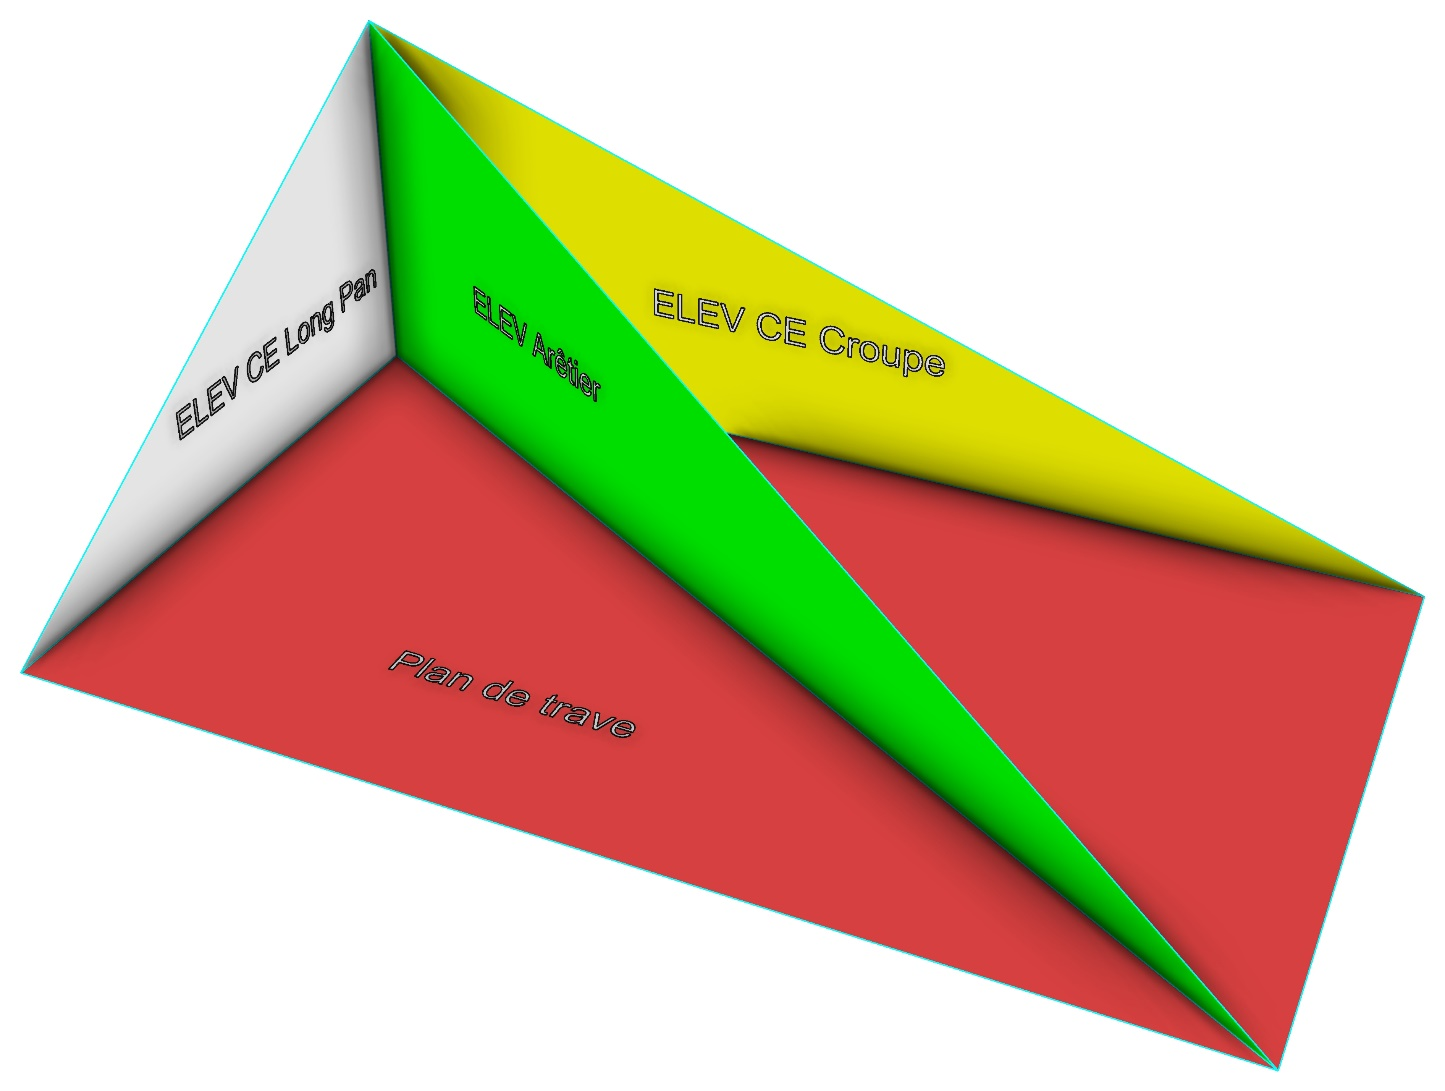 ELEV CE Long Pan
ELEV Arêtier
ELEV CE Croupe
Plan de trave